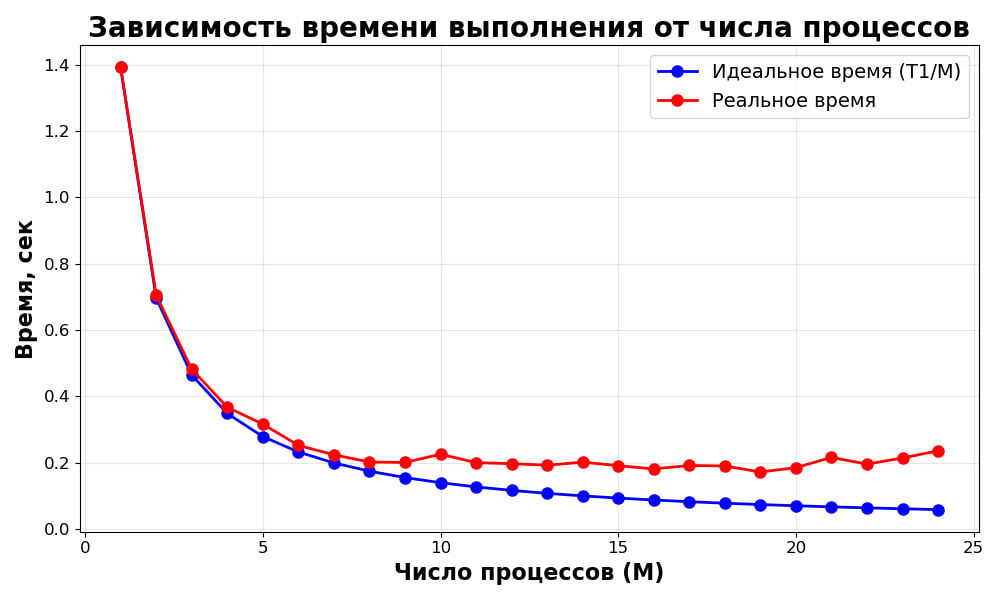 Зависимость времени выполнения от числа процессов
Идеальное время (T1/M)
Реальное время
Время, сек
1.4
1.2
1.0
0.8
0.6
0.4
0.2
0.0
0 5 10 15 20 25
Число процессов (M)